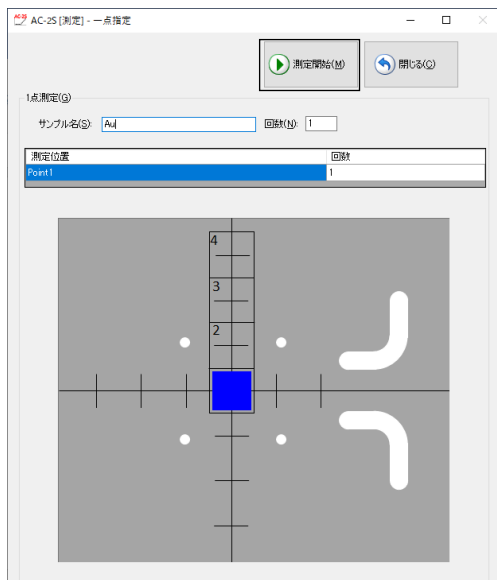 AC-2S [測定] - 一点指定
測定開始(M)
閉じる(C)
1点測定(G)
サンプル名(S): Au
回数(N): 1
測定位置 回数
Point1 1
4
3
2